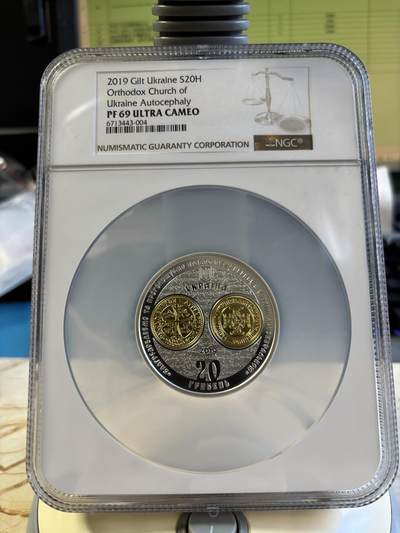 2019 Gilt Ukraine S20H
Orthodox Church of
Ukraine Autocephaly
PF 69 ULTRA CAMEO
6713443-004
NUMISMATIC GUARANTY CORPORATION
NGC®
УКРАЇНА
2019
20
ГРИВЕНЬ